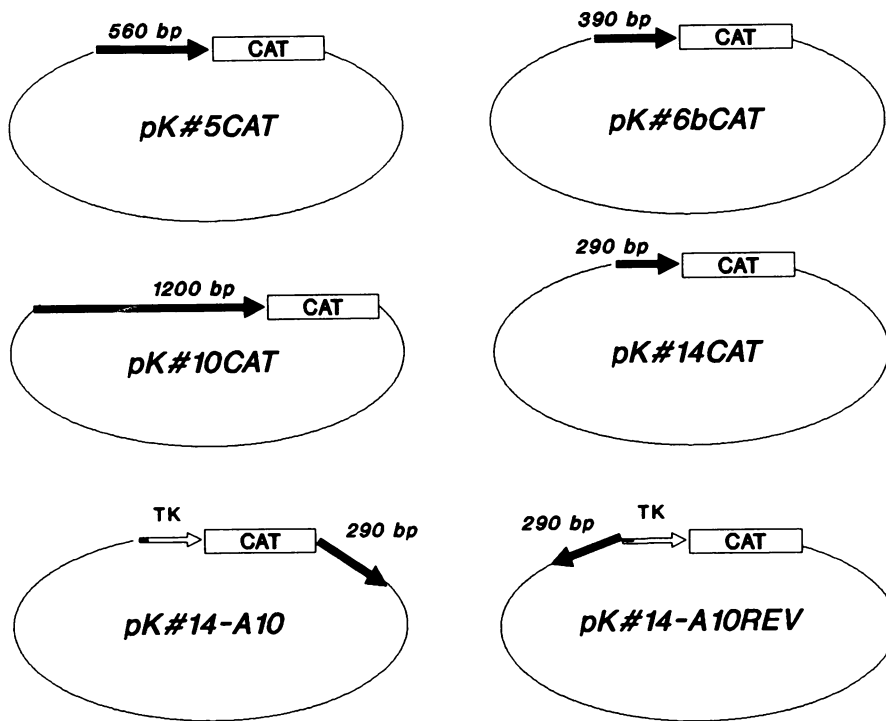 560 bp
CAT
pK#5CAT
390 bp
CAT
pK#6bCAT
1200 bp
CAT
pK#10CAT
290 bp
CAT
pK#14CAT
TK
CAT
290 bp
pK#14-A10
290 bp
TK
CAT
pK#14-A10REV